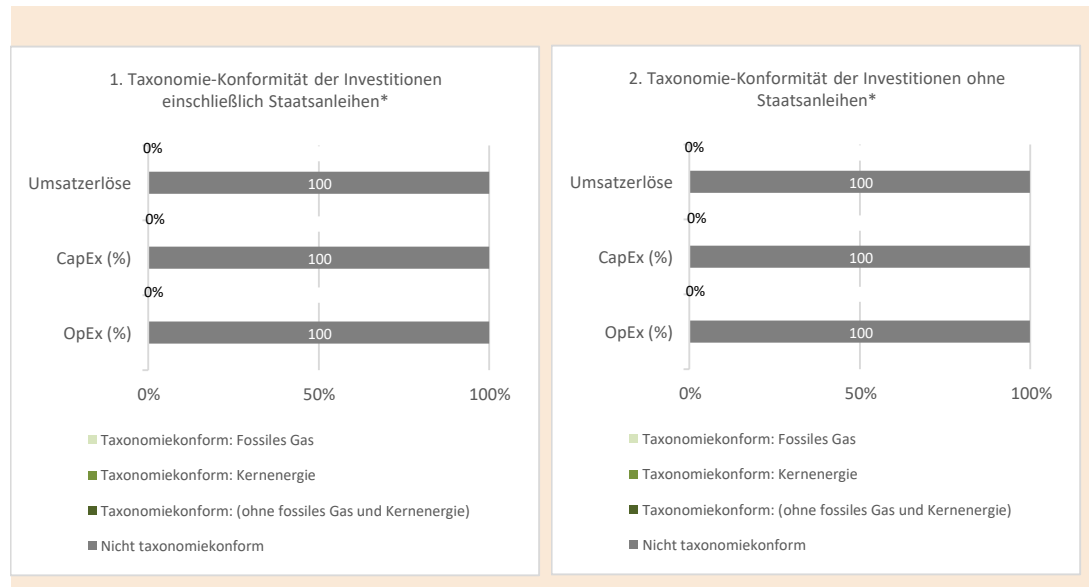 1. Taxonomie-Konformität der Investitionen
einschließlich Staatsanleihen*
0%
Umsatzerlöse
100
0%
CapEx (%)
100
0%
OpEx (%)
100
0%
50%
100%
Taxonomiekonform: Fossiles Gas
Taxonomiekonform: Kernenergie
Taxonomiekonform: (ohne fossiles Gas und Kernenergie)
Nicht taxonomiekonform
2. Taxonomie-Konformität der Investitionen ohne
Staatsanleihen*
0%
Umsatzerlöse
100
0%
CapEx (%)
100
0%
OpEx (%)
100
0%
50%
100%
Taxonomiekonform: Fossiles Gas
Taxonomiekonform: Kernenergie
Taxonomiekonform: (ohne fossiles Gas und Kernenergie)
Nicht taxonomiekonform